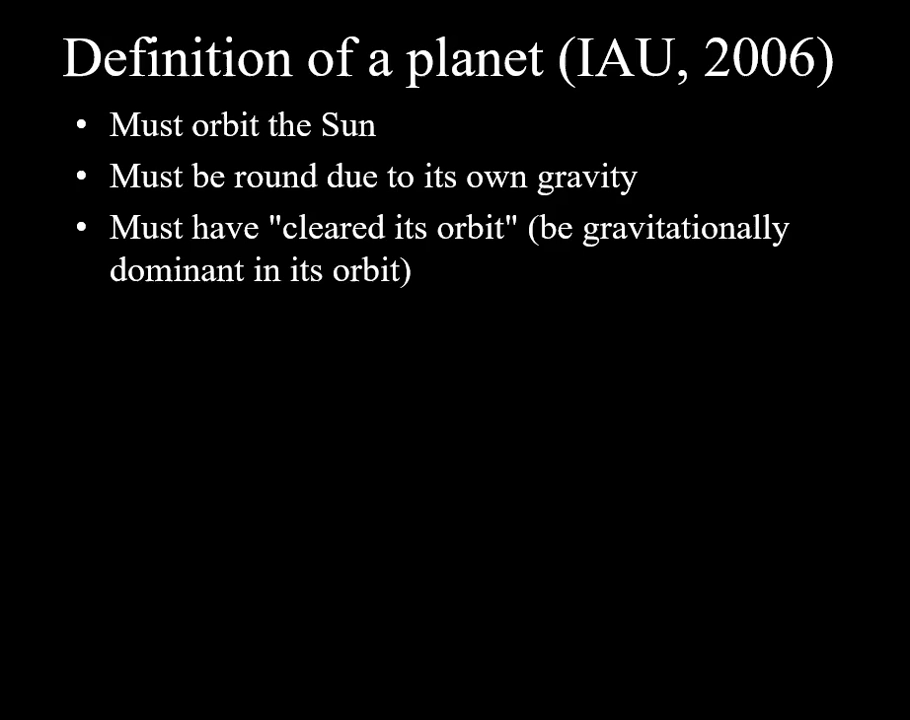 Definition of a planet (IAU, 2006)
• Must orbit the Sun
• Must be round due to its own gravity
• Must have "cleared its orbit" (be gravitationally
dominant in its orbit)